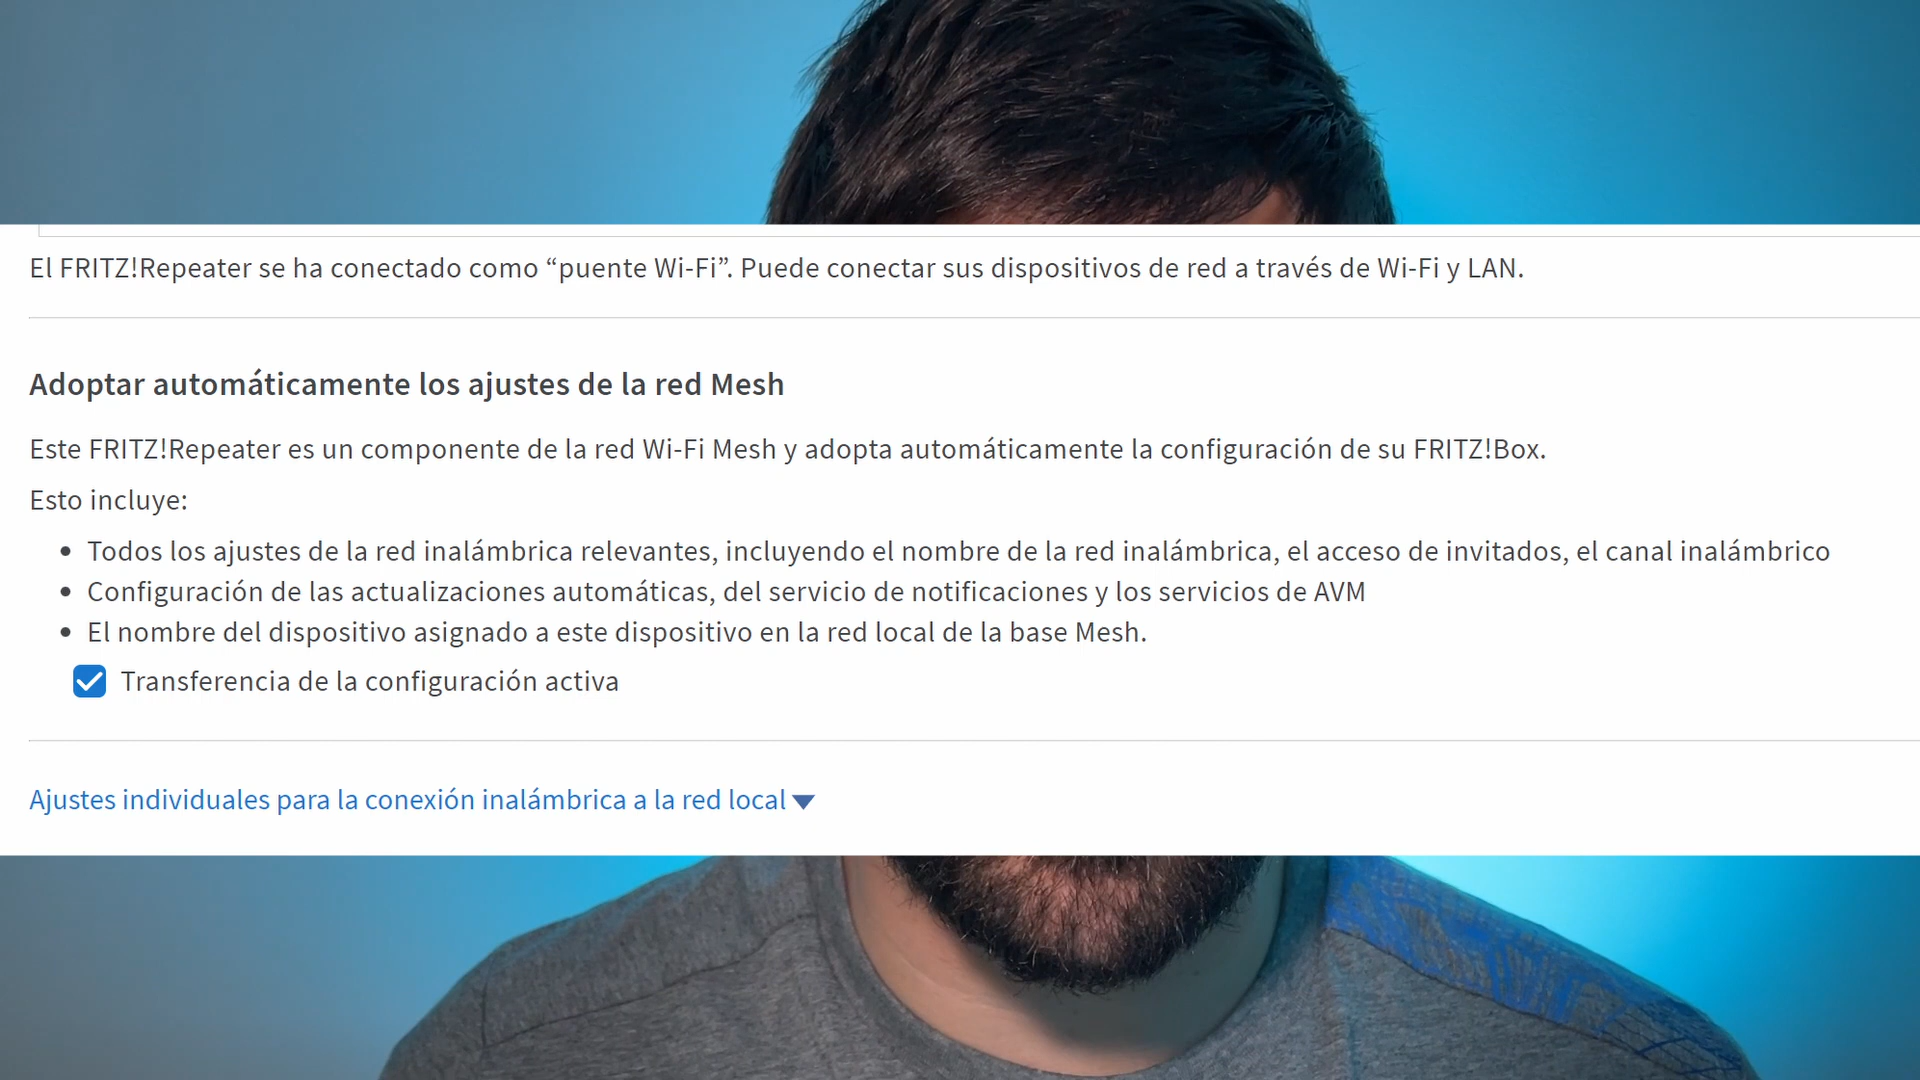 El FRITZ!Repeater se ha conectado como “puente Wi-Fi”. Puede conectar sus dispositivos de red a través de Wi-Fi y LAN.
Adoptar automáticamente los ajustes de la red Mesh
Este FRITZ!Repeater es un componente de la red Wi-Fi Mesh y adopta automáticamente la configuración de su FRITZ!Box.
Esto incluye:
Todos los ajustes de la red inalámbrica relevantes, incluyendo el nombre de la red inalámbrica, el acceso de invitados, el canal inalámbrico
Configuración de las actualizaciones automáticas, del servicio de notificaciones y los servicios de AVM
El nombre del dispositivo asignado a este dispositivo en la red local de la base Mesh.
Transferencia de la configuración activa
Ajustes individuales para la conexión inalámbrica a la red local